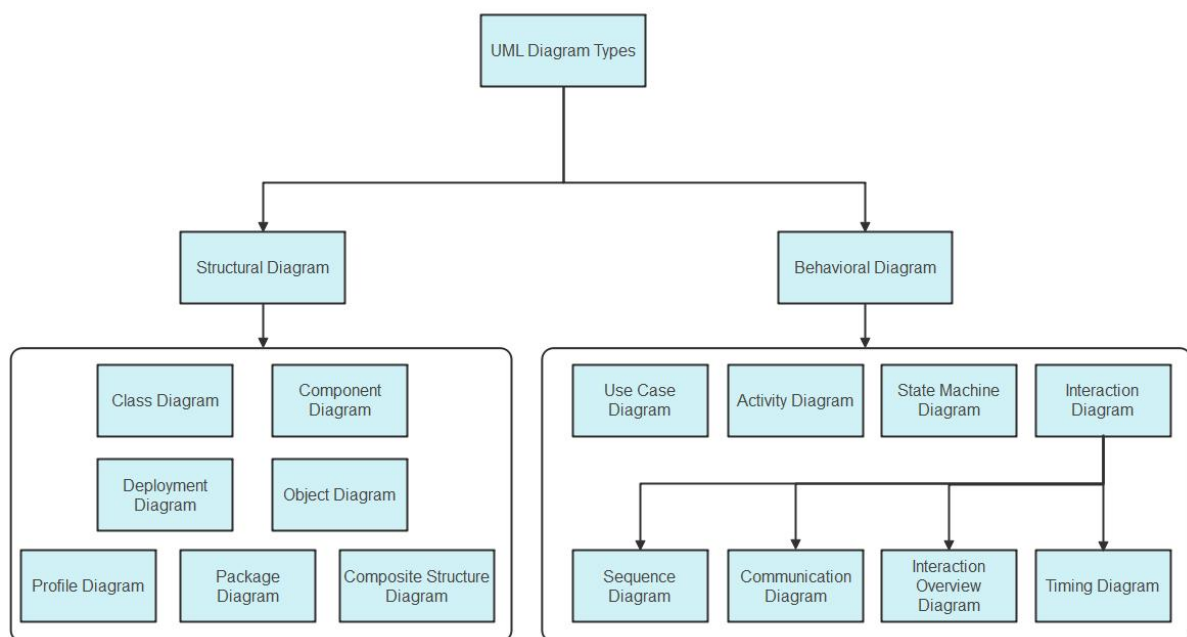 UML Diagram Types
Structural Diagram
Behavioral Diagram
Class Diagram
Component
Diagram
Deployment
Diagram
Object Diagram
Profile Diagram
Package
Diagram
Composite Structure
Diagram
Use Case
Diagram
Activity Diagram
State Machine
Diagram
Interaction
Diagram
Sequence
Diagram
Communication
Diagram
Interaction
Overview
Diagram
Timing Diagram